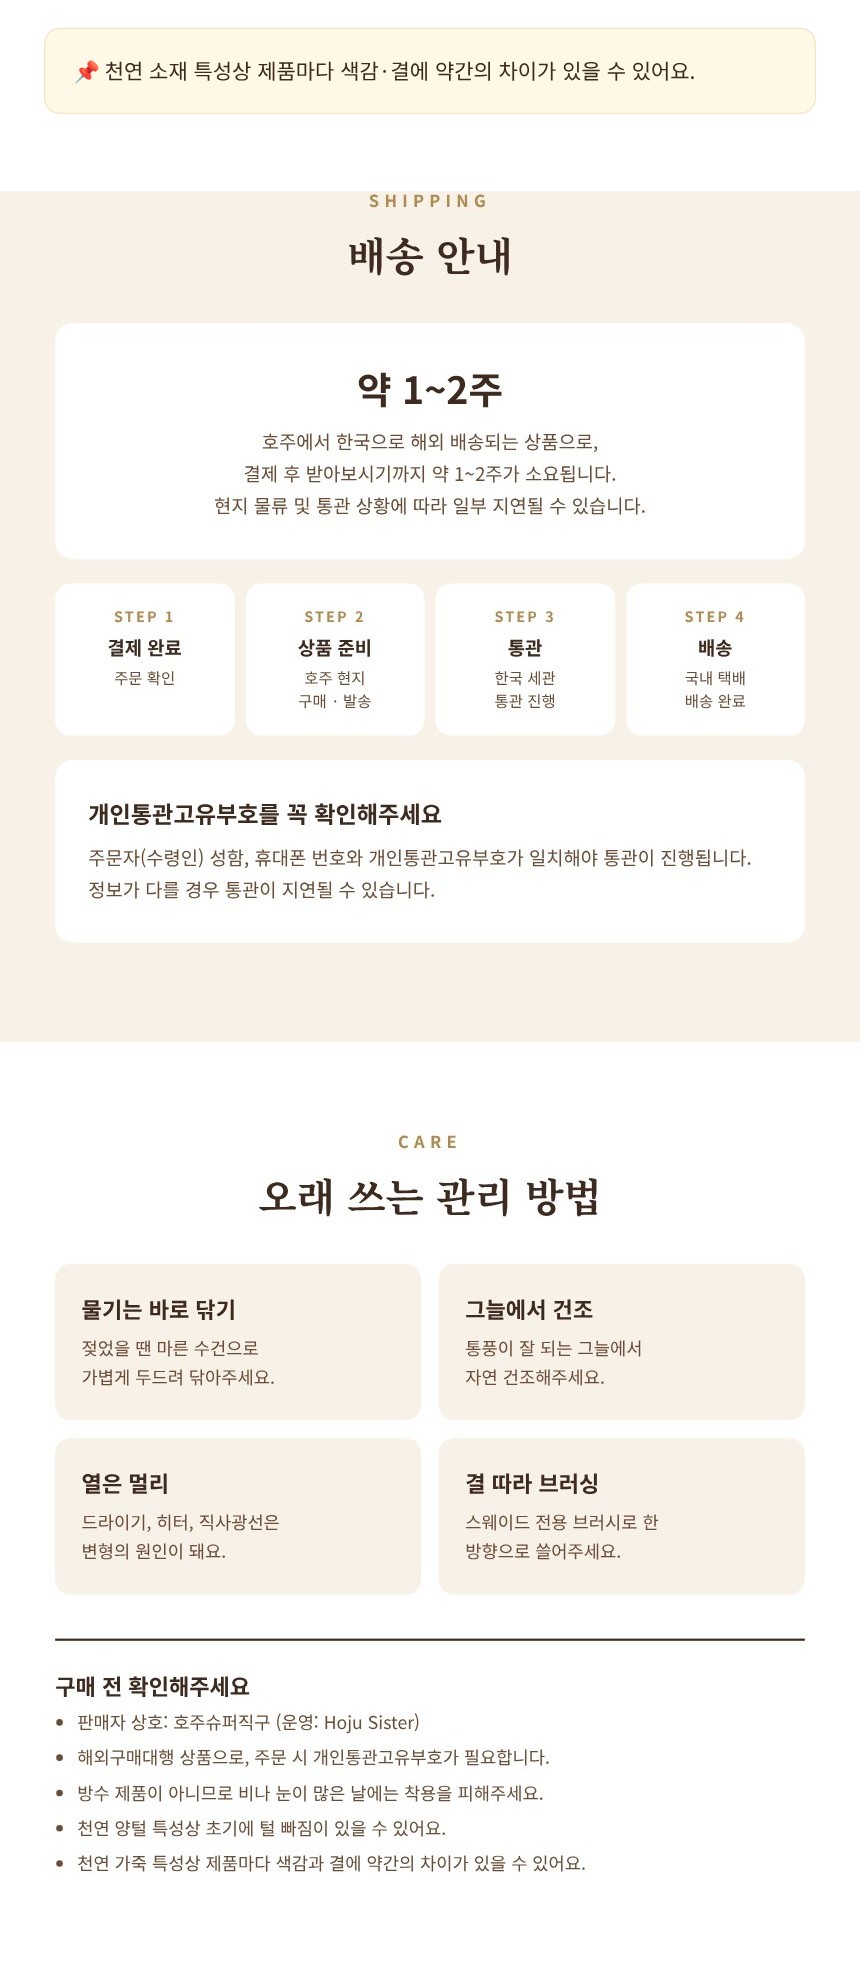 📌 천연 소재 특성상 제품마다 색감·결에 약간의 차이가 있을 수 있어요.
SHIPPING
배송 안내
약 1~2주
호주에서 한국으로 해외 배송되는 상품으로,
결제 후 받아보시기까지 약 1~2주가 소요됩니다.
현지 물류 및 통관 상황에 따라 일부 지연될 수 있습니다.
STEP 1
결제 완료
주문 확인
STEP 2
상품 준비
호주 현지
구매 · 발송
STEP 3
통관
한국 세관
통관 진행
STEP 4
배송
국내 택배
배송 완료
개인통관고유부호를 꼭 확인해주세요
주문자(수령인) 성함, 휴대폰 번호와 개인통관고유부호가 일치해야 통관이 진행됩니다.
정보가 다를 경우 통관이 지연될 수 있습니다.
CARE
오래 쓰는 관리 방법
물기는 바로 닦기
젖었을 땐 마른 수건으로
가볍게 두드려 닦아주세요.
그늘에서 건조
통풍이 잘 되는 그늘에서
자연 건조해주세요.
열은 멀리
드라이기, 히터, 직사광선은
변형의 원인이 돼요.
결 따라 브러싱
스웨이드 전용 브러시로 한
방향으로 쓸어주세요.
구매 전 확인해주세요
• 판매자 상호: 호주슈퍼직구 (운영: Hoju Sister)
• 해외구매대행 상품으로, 주문 시 개인통관고유부호가 필요합니다.
• 방수 제품이 아니므로 비나 눈이 많은 날에는 착용을 피해주세요.
• 천연 양털 특성상 초기에 털 빠짐이 있을 수 있어요.
• 천연 가죽 특성상 제품마다 색감과 결에 약간의 차이가 있을 수 있어요.